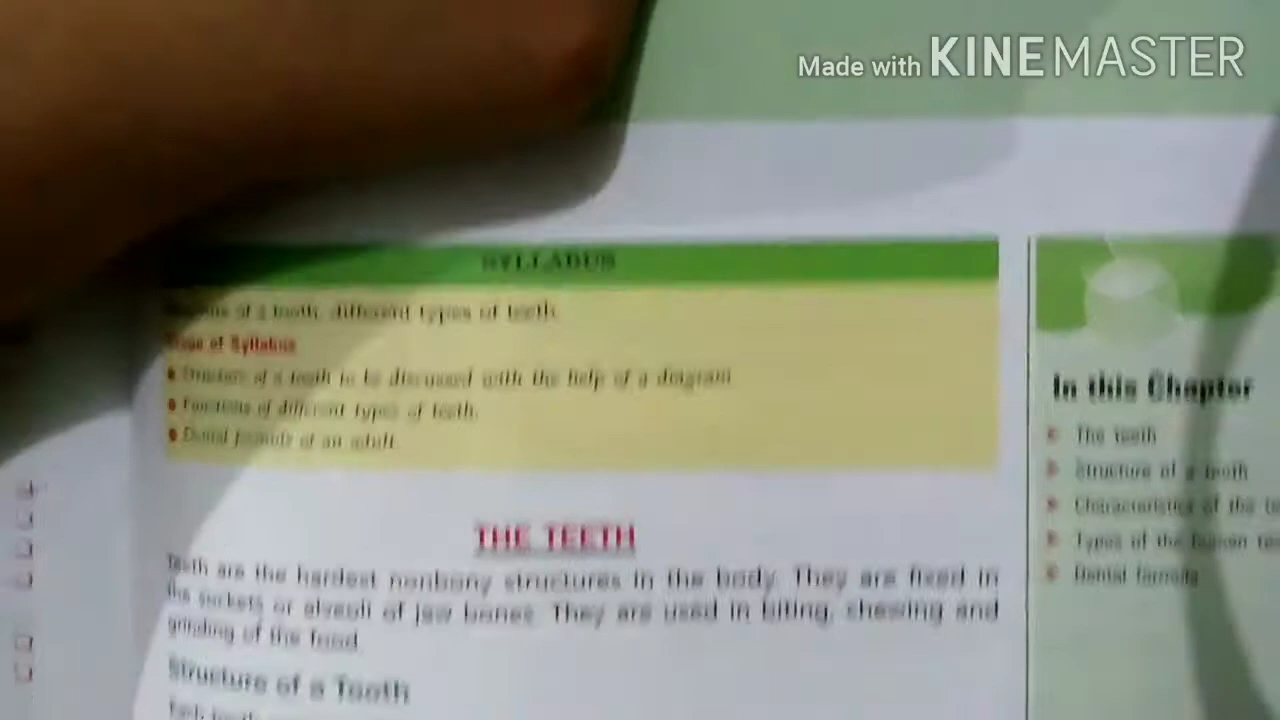 Made with KINEMASTER
SYLLABUS
of a tooth, different types of teeth.
of Syllabus
Structure of a tooth to be discussed with the help of a diagram
Functions of different types of teeth.
Dental formula of an adult.
THE TEETH
Teeth are the hardest nonbony structures in the body. They are fixed in
the sockets or alveoli of jaw bones. They are used in biting, chewing and
grinding of the food.
Structure of a Tooth
Each tooth
In this Chapter
The teeth
Structure of a tooth
Characteristics of the
Types of the human
Dental formula